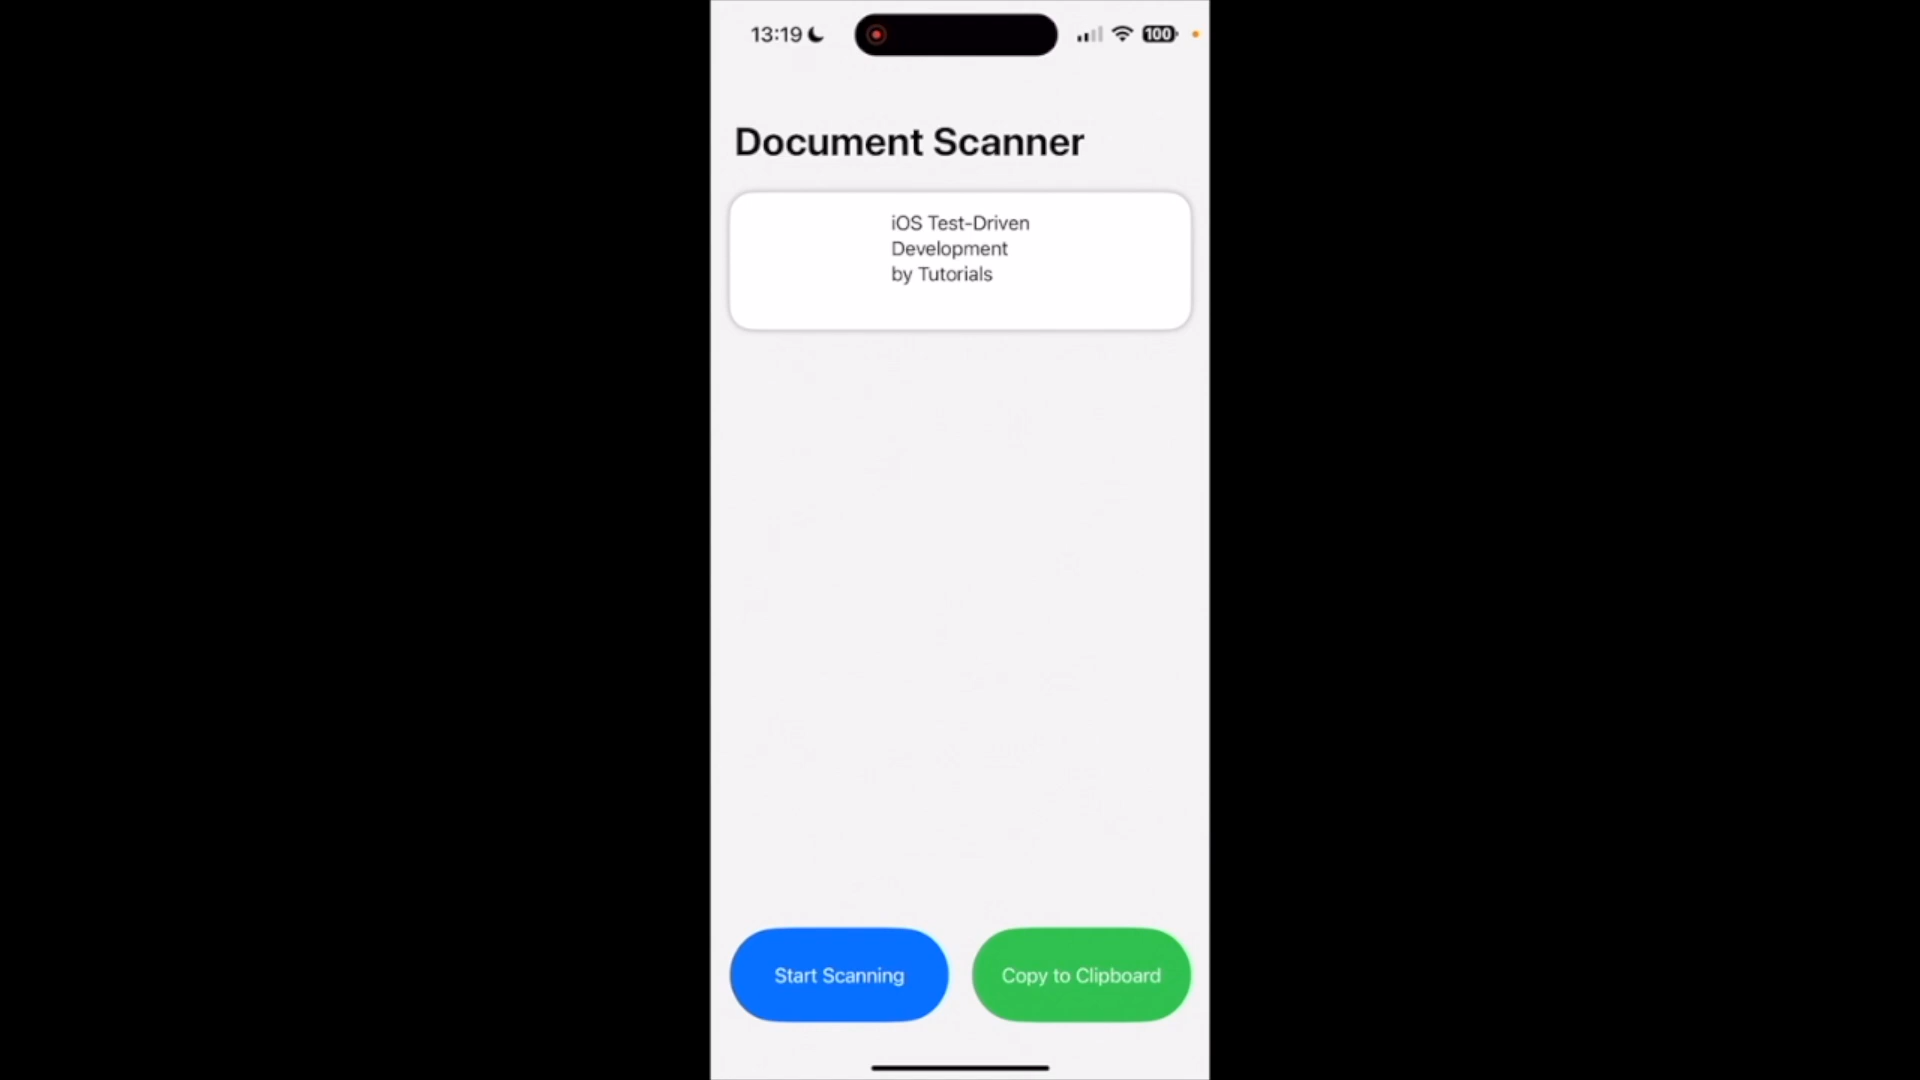 13:19
100
Document Scanner
iOS Test-Driven
Development
by Tutorials
Start Scanning
Copy to Clipboard